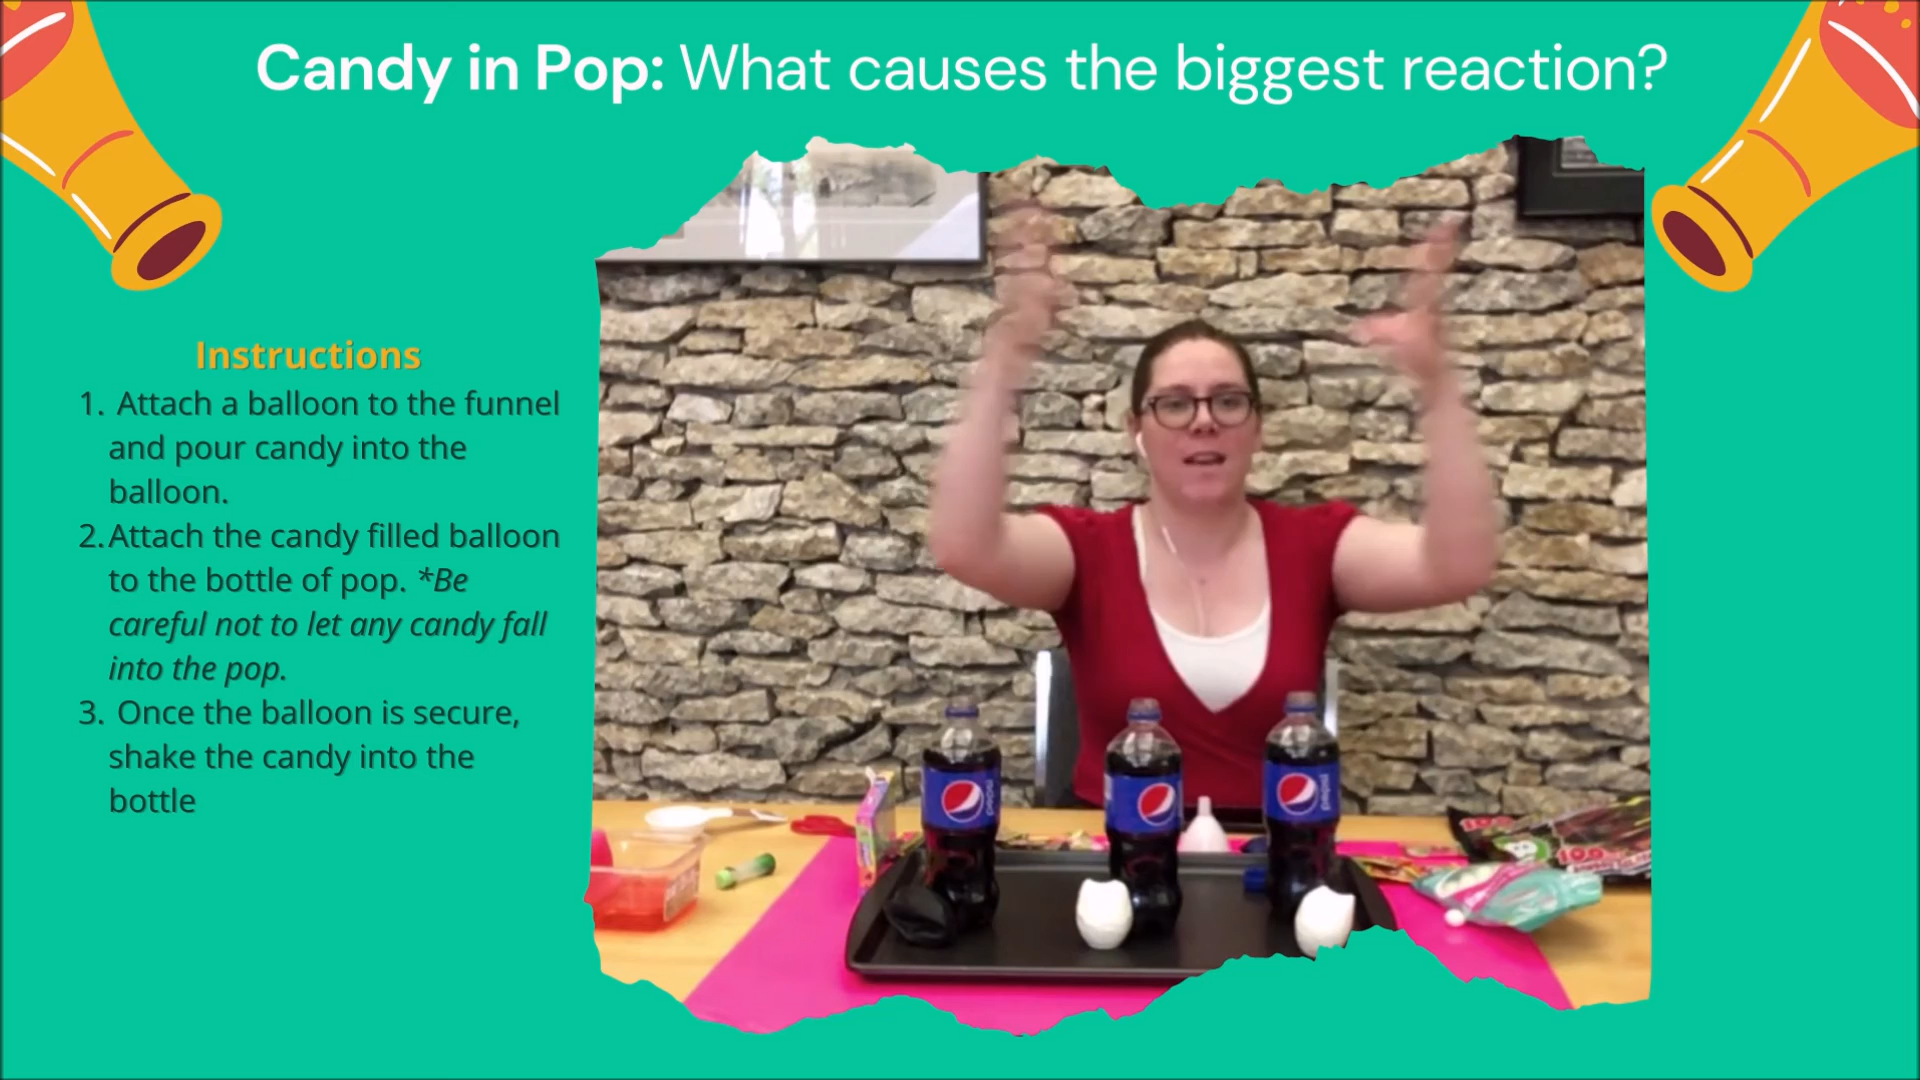 Candy in Pop: What causes the biggest reaction?
Instructions
1. Attach a balloon to the funnel
and pour candy into the
balloon.
2. Attach the candy filled balloon
to the bottle of pop. *Be
careful not to let any candy fall
into the pop.
3. Once the balloon is secure,
shake the candy into the
bottle
pepsi
pepsi
100
100